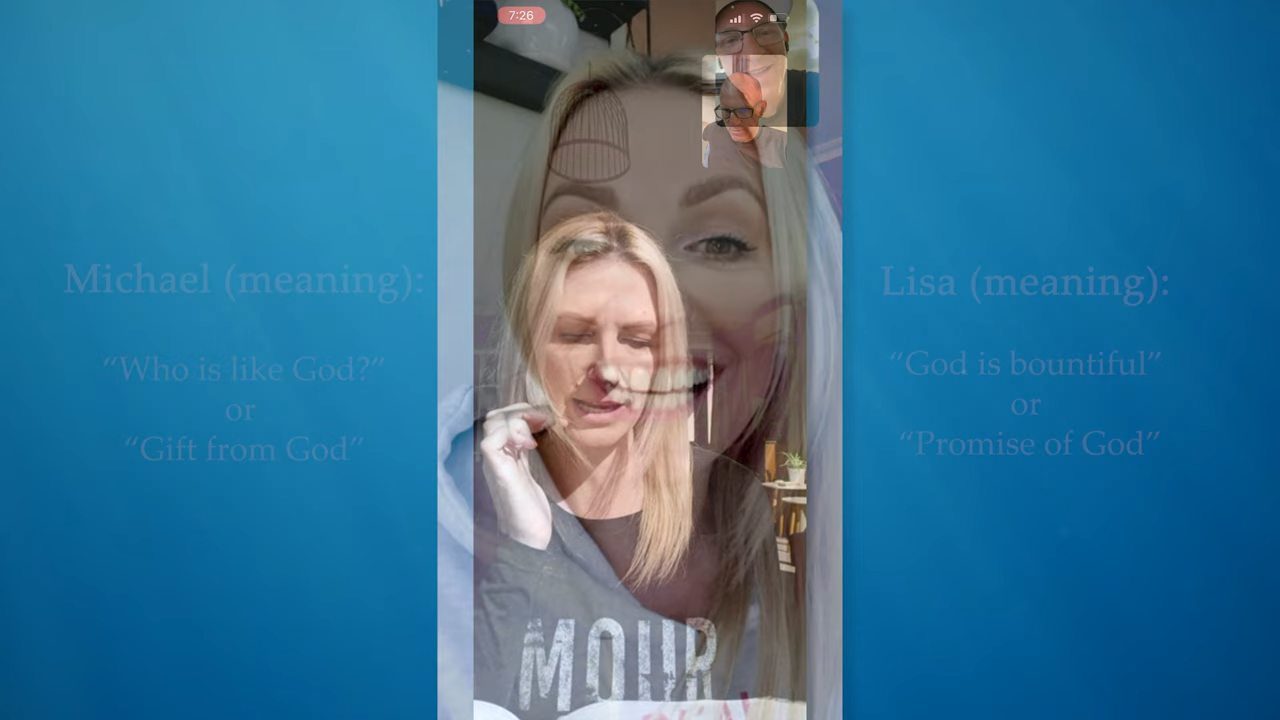 7:26
Michael (meaning):
“Who is like God?”
or
“Gift from God”
Lisa (meaning):
“God is bountiful”
or
“Promise of God”
MOUR